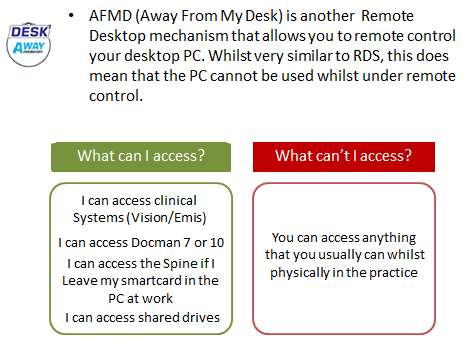 DESK
AWAY
• AFMD (Away From My Desk) is another Remote
Desktop mechanism that allows you to remote control
your desktop PC. Whilst very similar to RDS, this does
mean that the PC cannot be used whilst under remote
control.
What can I access?
I can access clinical
Systems (Vision/Emis)
I can access Docman 7 or 10
I can access the Spine if I
Leave my smartcard in the
PC at work
I can access shared drives
What can't I access?
You can access anything
that you usually can whilst
physically in the practice